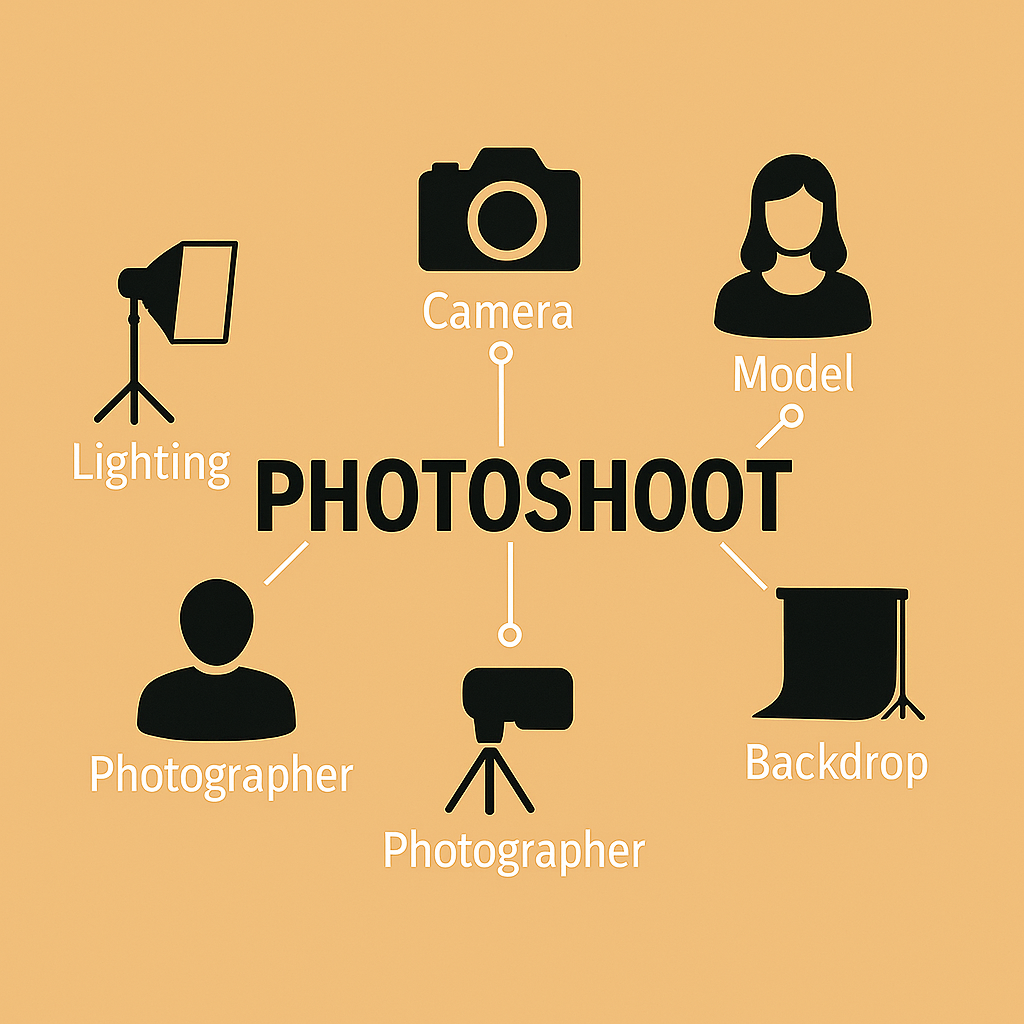 Camera
Model
Lighting
PHOTOSHOOT
Photographer
Backdrop
Photographer